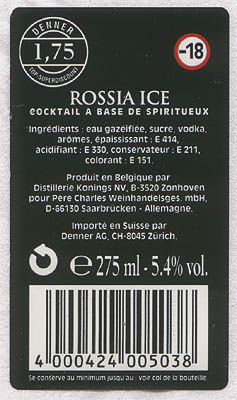 DENNER
1,75
TOP-SUPERDISCOUNT
-18
ROSSIA ICE
COCKTAIL A BASE DE SPIRITUEUX
Ingrédients : eau gazéifiée, sucre, vodka,
arômes, épaississant : E 414,
acidifiant : E 330, conservateur : E 211,
colorant : E 151.
Produit en Belgique par
Distillerie Konings NV, B-3520 Zonhoven
pour Père Charles Weinhandelsges. mbH,
D-66130 Saarbrücken - Allemagne.
Importé en Suisse par
Denner AG, CH-8045 Zürich.
e 275 ml - 5,4% vol.
4 000424 005038
Se conserve au minimum jusqu'au : voir col de la bouteille.